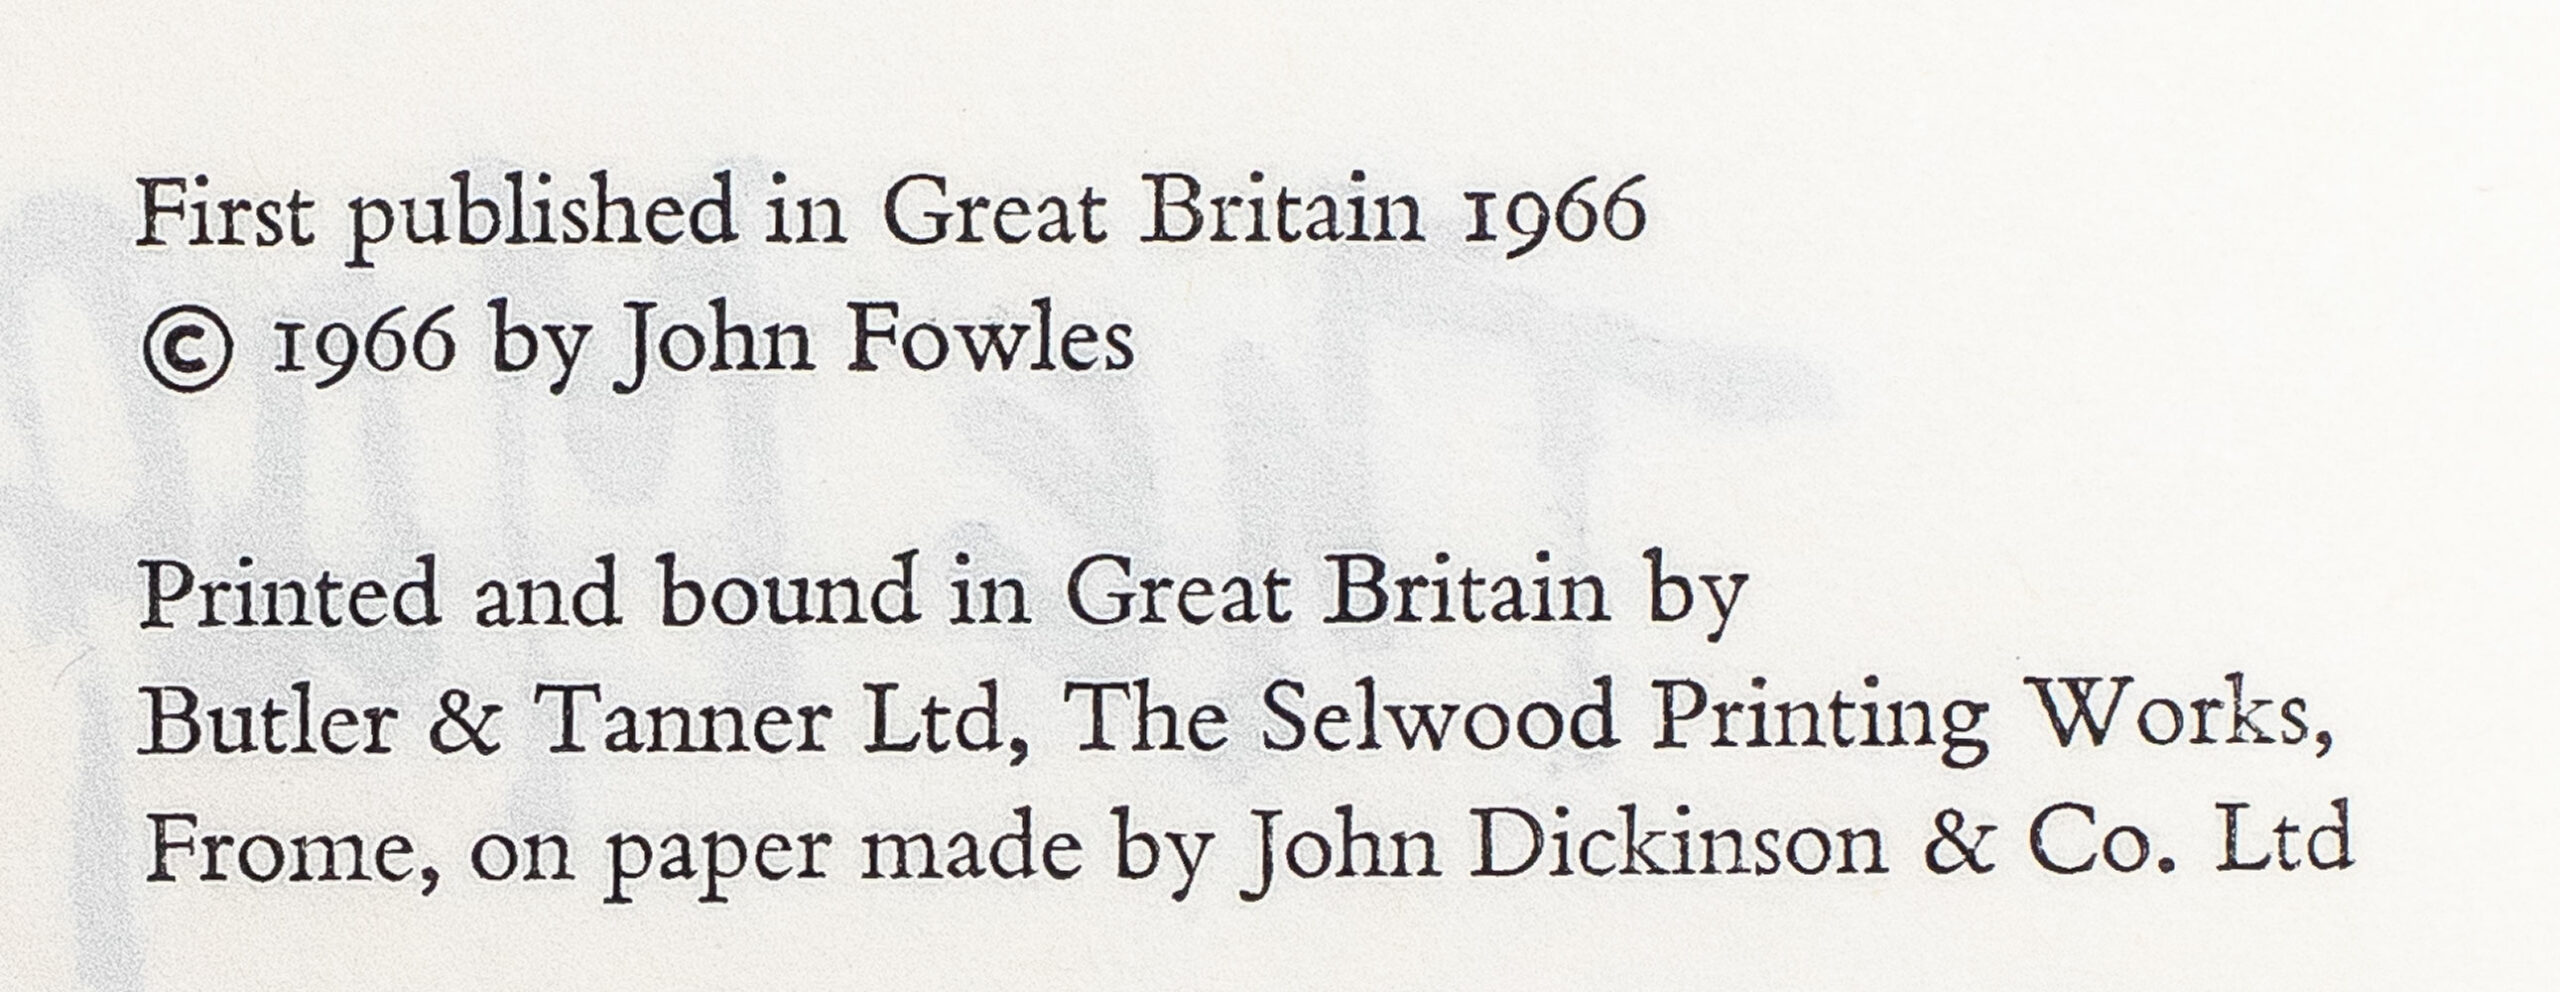 First published in Great Britain 1966
© 1966 by John Fowles
Printed and bound in Great Britain by
Butler & Tanner Ltd, The Selwood Printing Works,
Frome, on paper made by John Dickinson & Co. Ltd